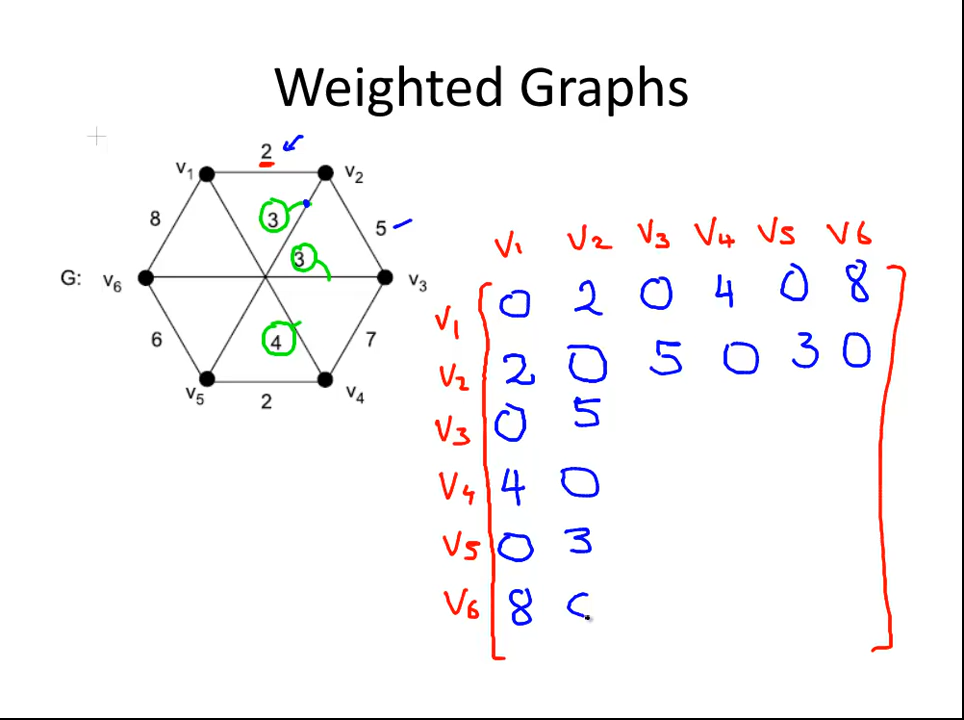 Weighted Graphs
2
v1
v2
8
3
5
3
G: v6
v3
6
4
7
v5
2
v4
V1 V2 V3 V4 V5 V6
V1 0 2 0 4 0 8
V2 2 0 5 0 3 0
V3 0 5
V4 4 0
V5 0 3
V6 8